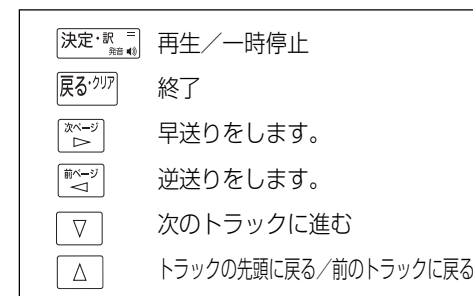 決定・訳 = 発音 再生／一時停止
戻る・クリア 終了
次ページ ▷ 早送りをします。
前ページ ◁ 逆送りをします。
▽ 次のトラックに進む
△ トラックの先頭に戻る／前のトラックに戻る